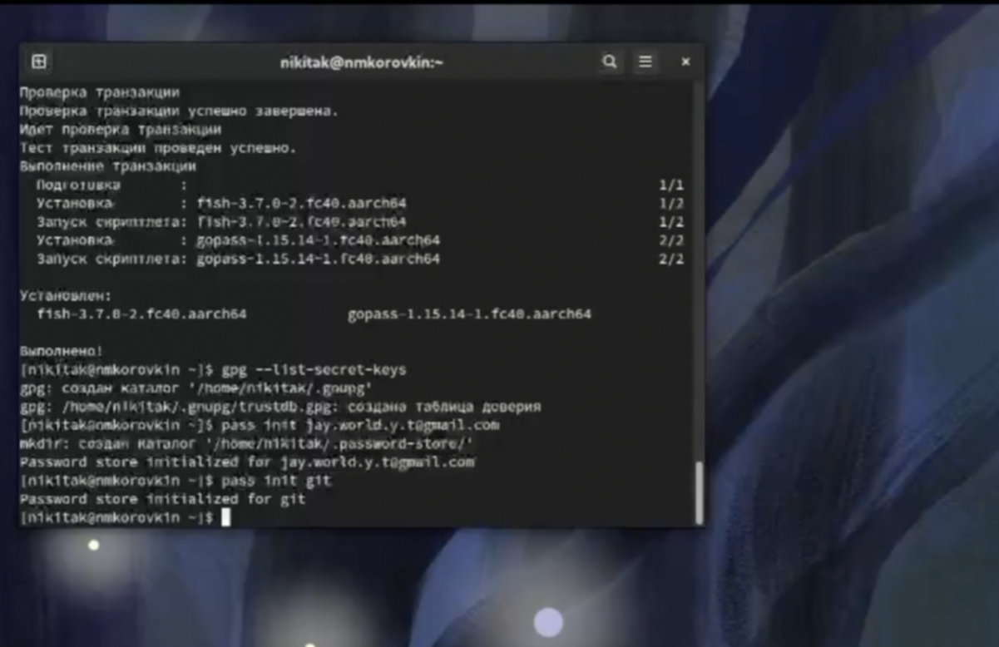 nikitak@nmkorovkin:~
Проверка транзакции
Проверка транзакции успешно завершена.
Идет проверка транзакции
Тест транзакции проведен успешно.
Выполнение транзакции
Подготовка : 1/1
Установка : fish-3.7.0-2.fc40.aarch64 1/2
Запуск скриптлета: fish-3.7.0-2.fc40.aarch64 1/2
Установка : gopass-1.15.14-1.fc40.aarch64 2/2
Запуск скриптлета: gopass-1.15.14-1.fc40.aarch64 2/2
Установлен:
fish-3.7.0-2.fc40.aarch64 gopass-1.15.14-1.fc40.aarch64
Выполнено!
[nikitak@nmkorovkin ~]$ gpg --list-secret-keys
gpg: создан каталог '/home/nikitak/.gnupg'
gpg: /home/nikitak/.gnupg/trustdb.gpg: создана таблица доверия
[nikitak@nmkorovkin ~]$ pass init jay.world.y.t@gmail.com
mkdir: создан каталог '/home/nikitak/.password-store/'
Password store initialized for jay.world.y.t@gmail.com
[nikitak@nmkorovkin ~]$ pass init git
Password store initialized for git
[nikitak@nmkorovkin ~]$